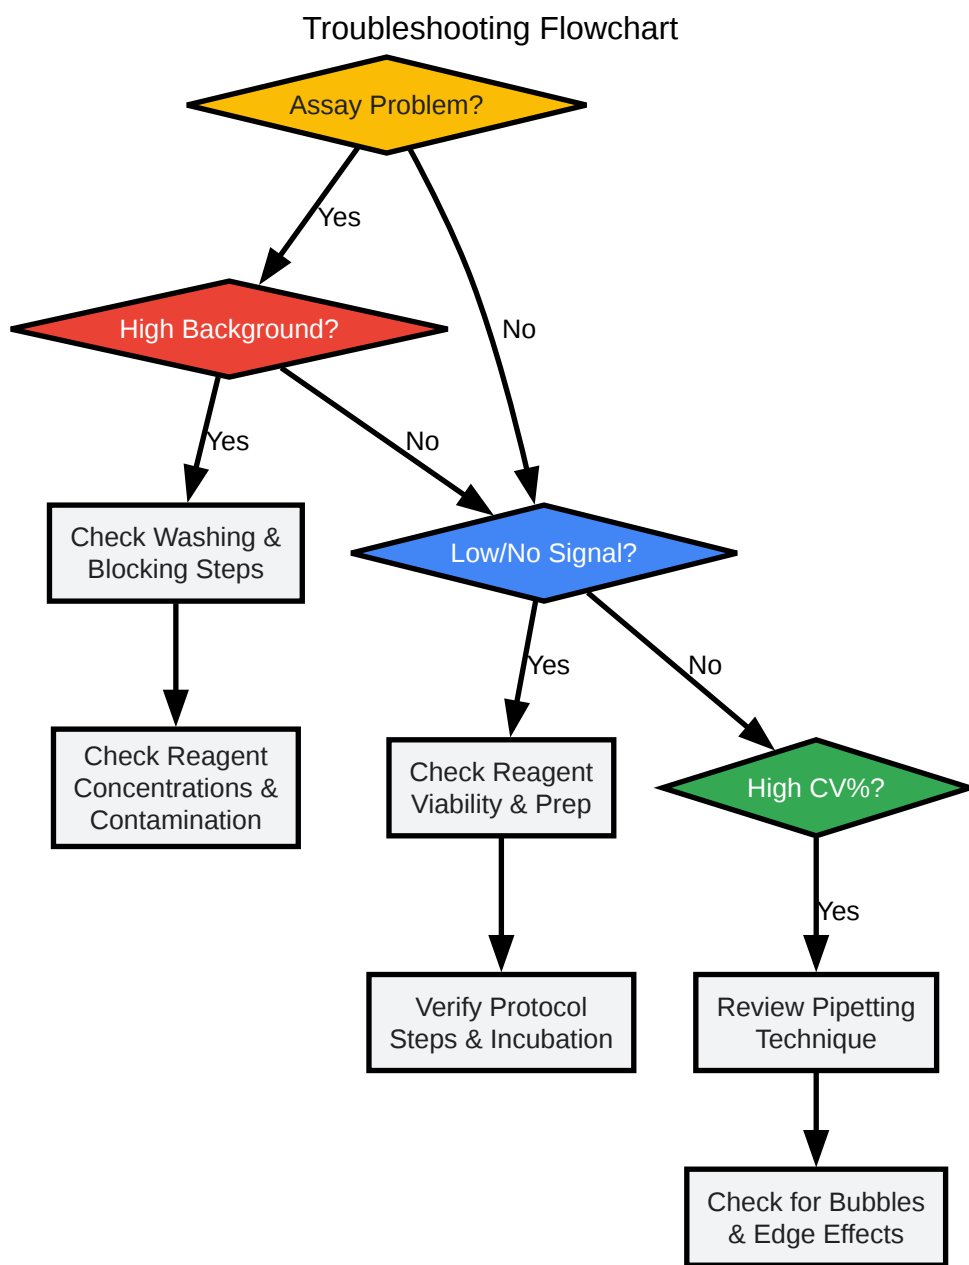 Troubleshooting Flowchart
Assay Problem?
Yes
High Background?
No
Yes
No
Check Washing &
Blocking Steps
Low/No Signal?
Yes
No
Check Reagent
Concentrations &
Contamination
Check Reagent
Viability & Prep
High CV%?
Yes
Verify Protocol
Steps & Incubation
Review Pipetting
Technique
Check for Bubbles
& Edge Effects